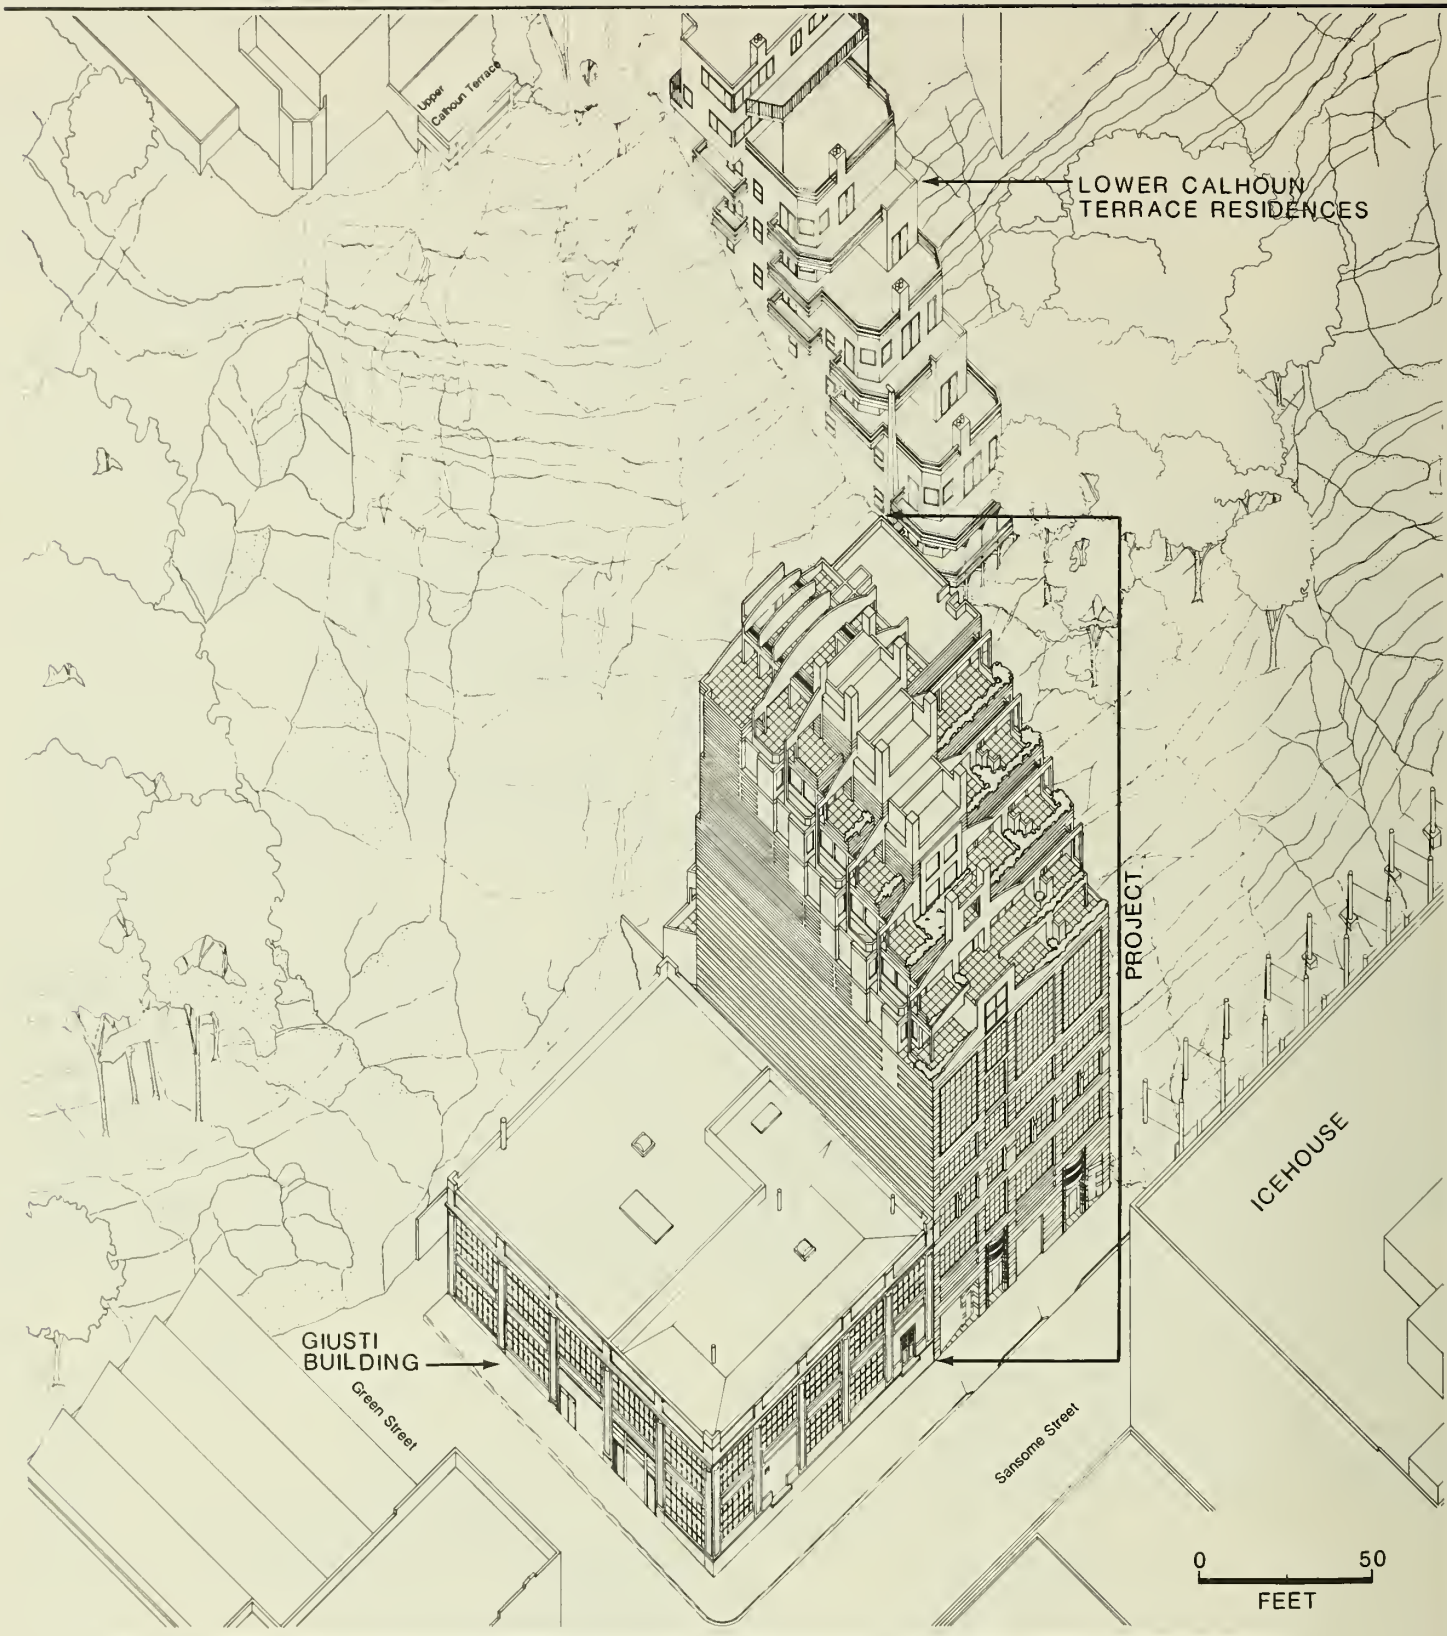 Upper
Calhoun Terrace
LOWER CALHOUN
TERRACE RESIDENCES
PROJECT
ICEHOUSE
GIUSTI
BUILDING
Green Street
Sansome Street
0 50
FEET